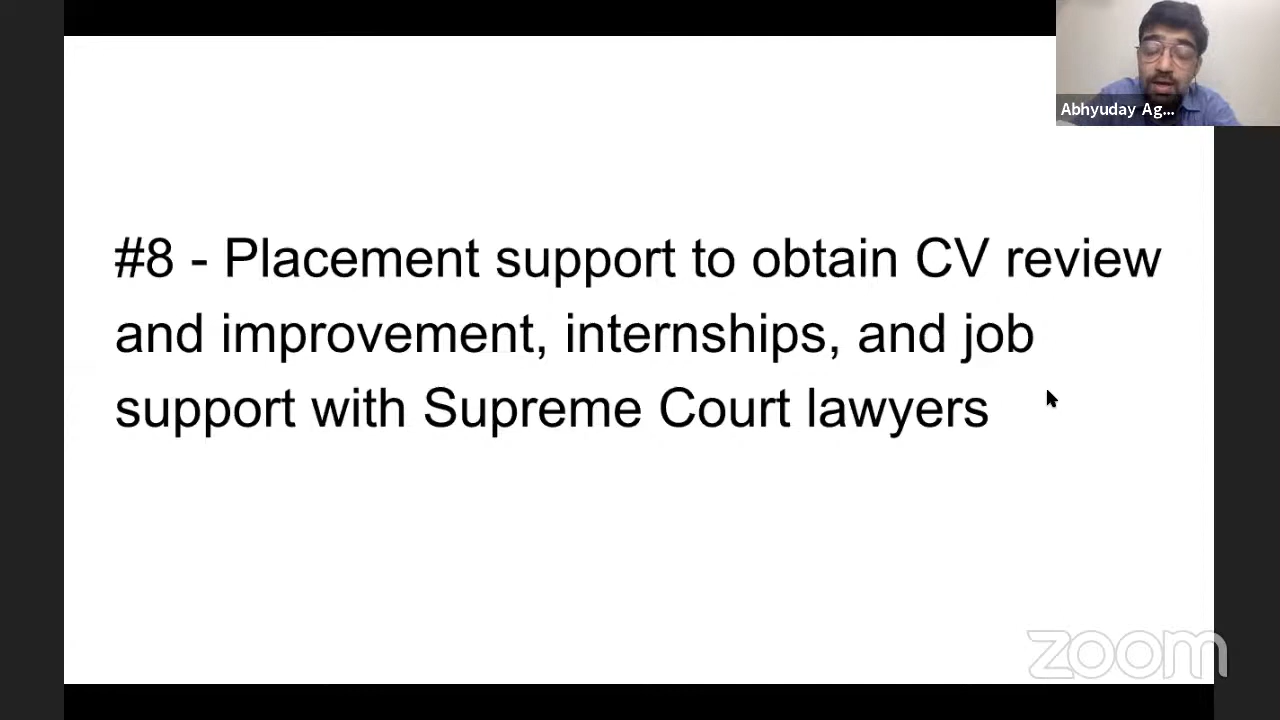 Abhyuday Ag...
#8 - Placement support to obtain CV review
and improvement, internships, and job
support with Supreme Court lawyers
zoom